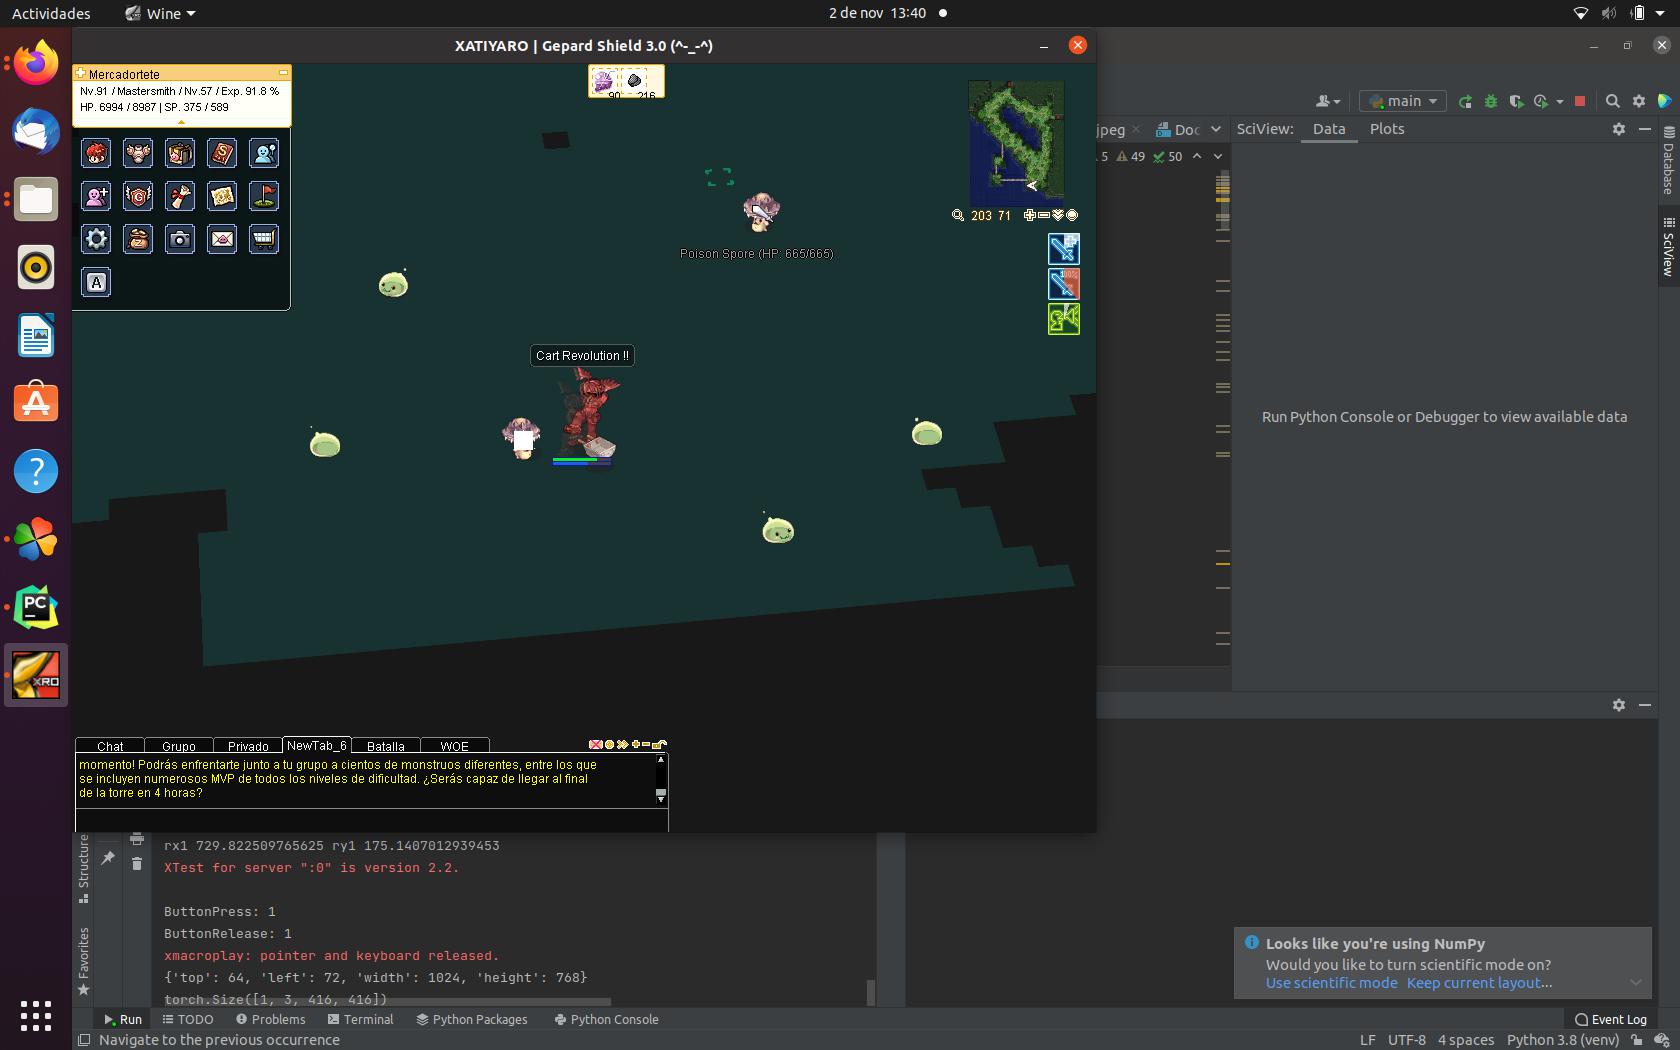 Actividades
Wine
2 de nov 13:40
XATIYARO | Gepard Shield 3.0 (^-_-^)
Mercadortete
Nv.91 / Mastersmith / Nv.57 / Exp. 91.8 %
HP. 6994 / 8987 | SP. 375 / 589
90 216
203 71
Poison Spore (HP: 665/665)
100%
Cart Revolution !!
A
G
S
main
jpeg
Doc
SciView:
Data
Plots
5 49 50
Database
SciView
Run Python Console or Debugger to view available data
PC
XRO
Chat
Grupo
Privado
NewTab_6
Batalla
WOE
momento! Podrás enfrentarte junto a tu grupo a cientos de monstruos diferentes, entre los que
se incluyen numerosos MVP de todos los niveles de dificultad. ¿Serás capaz de llegar al final
de la torre en 4 horas?
Structure
Favorites
rx1 729.822509765625 ry1 175.1407012939453
XTest for server ":0" is version 2.2.
ButtonPress: 1
ButtonRelease: 1
xmacroplay: pointer and keyboard released.
{'top': 64, 'left': 72, 'width': 1024, 'height': 768}
torch.Size([1, 3, 416, 416])
Looks like you're using NumPy
Would you like to turn scientific mode on?
Use scientific mode Keep current layout...
Run
TODO
Problems
Terminal
Python Packages
Python Console
Event Log
Navigate to the previous occurrence
LF UTF-8 4 spaces Python 3.8 (venv)